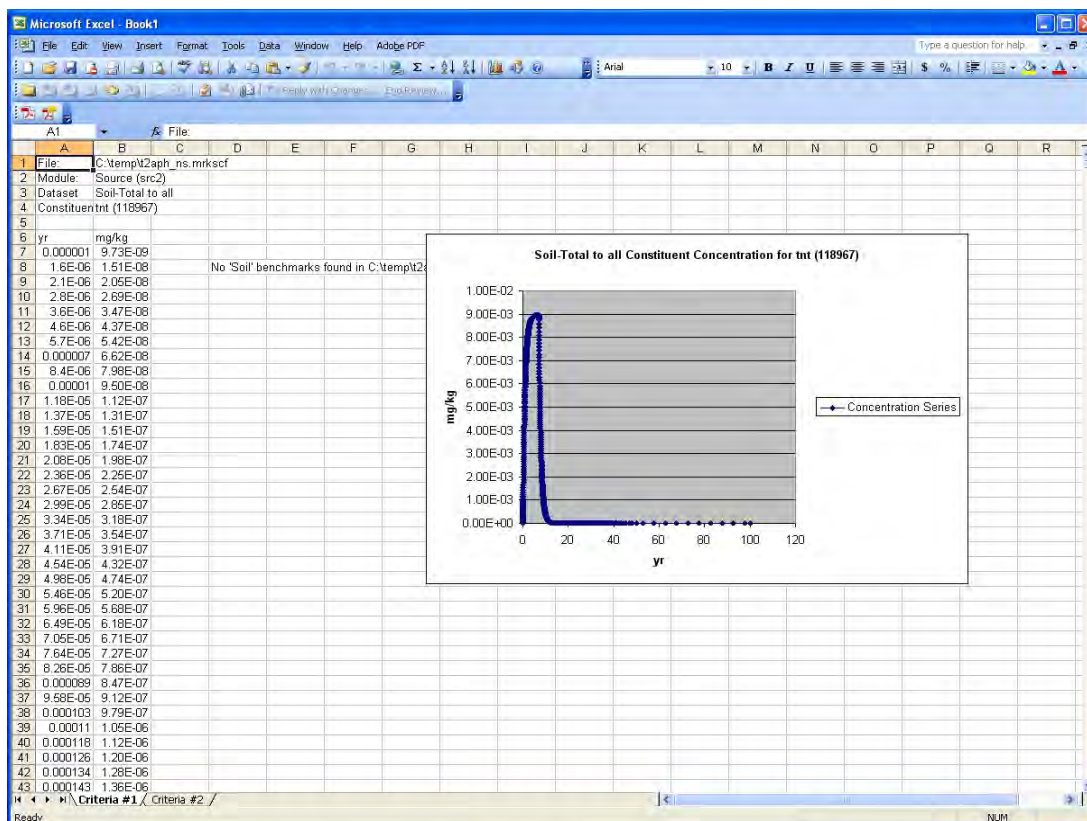 Microsoft Excel - Book1
File Edit View Insert Format Tools Data Window Help Adobe PDF Type a question for help
Arial 10 B I U $ %
Reply with Changes... End Review...
A1 fx File:
A B C D E F G H I J K L M N O P Q R
1 File: C:\temp\t2aph_ns.mrkscf
2 Module: Source (src2)
3 Dataset Soil-Total to all
4 Constituen tnt (118967)
5
6 yr mg/kg
7 0.000001 9.73E-09
8 1.6E-06 1.51E-08 No 'Soil' benchmarks found in C:\temp\t2a
9 2.1E-06 2.05E-08
10 2.8E-06 2.69E-08
11 3.6E-06 3.47E-08
12 4.6E-06 4.37E-08
13 5.7E-06 5.42E-08
14 0.000007 6.62E-08
15 8.4E-06 7.98E-08
16 0.00001 9.50E-08
17 1.18E-05 1.12E-07
18 1.37E-05 1.31E-07
19 1.59E-05 1.51E-07
20 1.83E-05 1.74E-07
21 2.08E-05 1.98E-07
22 2.36E-05 2.25E-07
23 2.67E-05 2.54E-07
24 2.99E-05 2.85E-07
25 3.34E-05 3.18E-07
26 3.71E-05 3.54E-07
27 4.11E-05 3.91E-07
28 4.54E-05 4.32E-07
29 4.98E-05 4.74E-07
30 5.46E-05 5.20E-07
31 5.96E-05 5.68E-07
32 6.49E-05 6.18E-07
33 7.05E-05 6.71E-07
34 7.64E-05 7.27E-07
35 8.26E-05 7.86E-07
36 0.000089 8.47E-07
37 9.58E-05 9.12E-07
38 0.000103 9.79E-07
39 0.00011 1.05E-06
40 0.000118 1.12E-06
41 0.000126 1.20E-06
42 0.000134 1.28E-06
43 0.000143 1.36E-06
Soil-Total to all Constituent Concentration for tnt (118967)
1.00E-02
9.00E-03
8.00E-03
7.00E-03
6.00E-03
5.00E-03
4.00E-03
3.00E-03
2.00E-03
1.00E-03
0.00E+00
mg/kg
0 20 40 60 80 100 120
yr
Concentration Series
Criteria #1 Criteria #2
Ready NUM